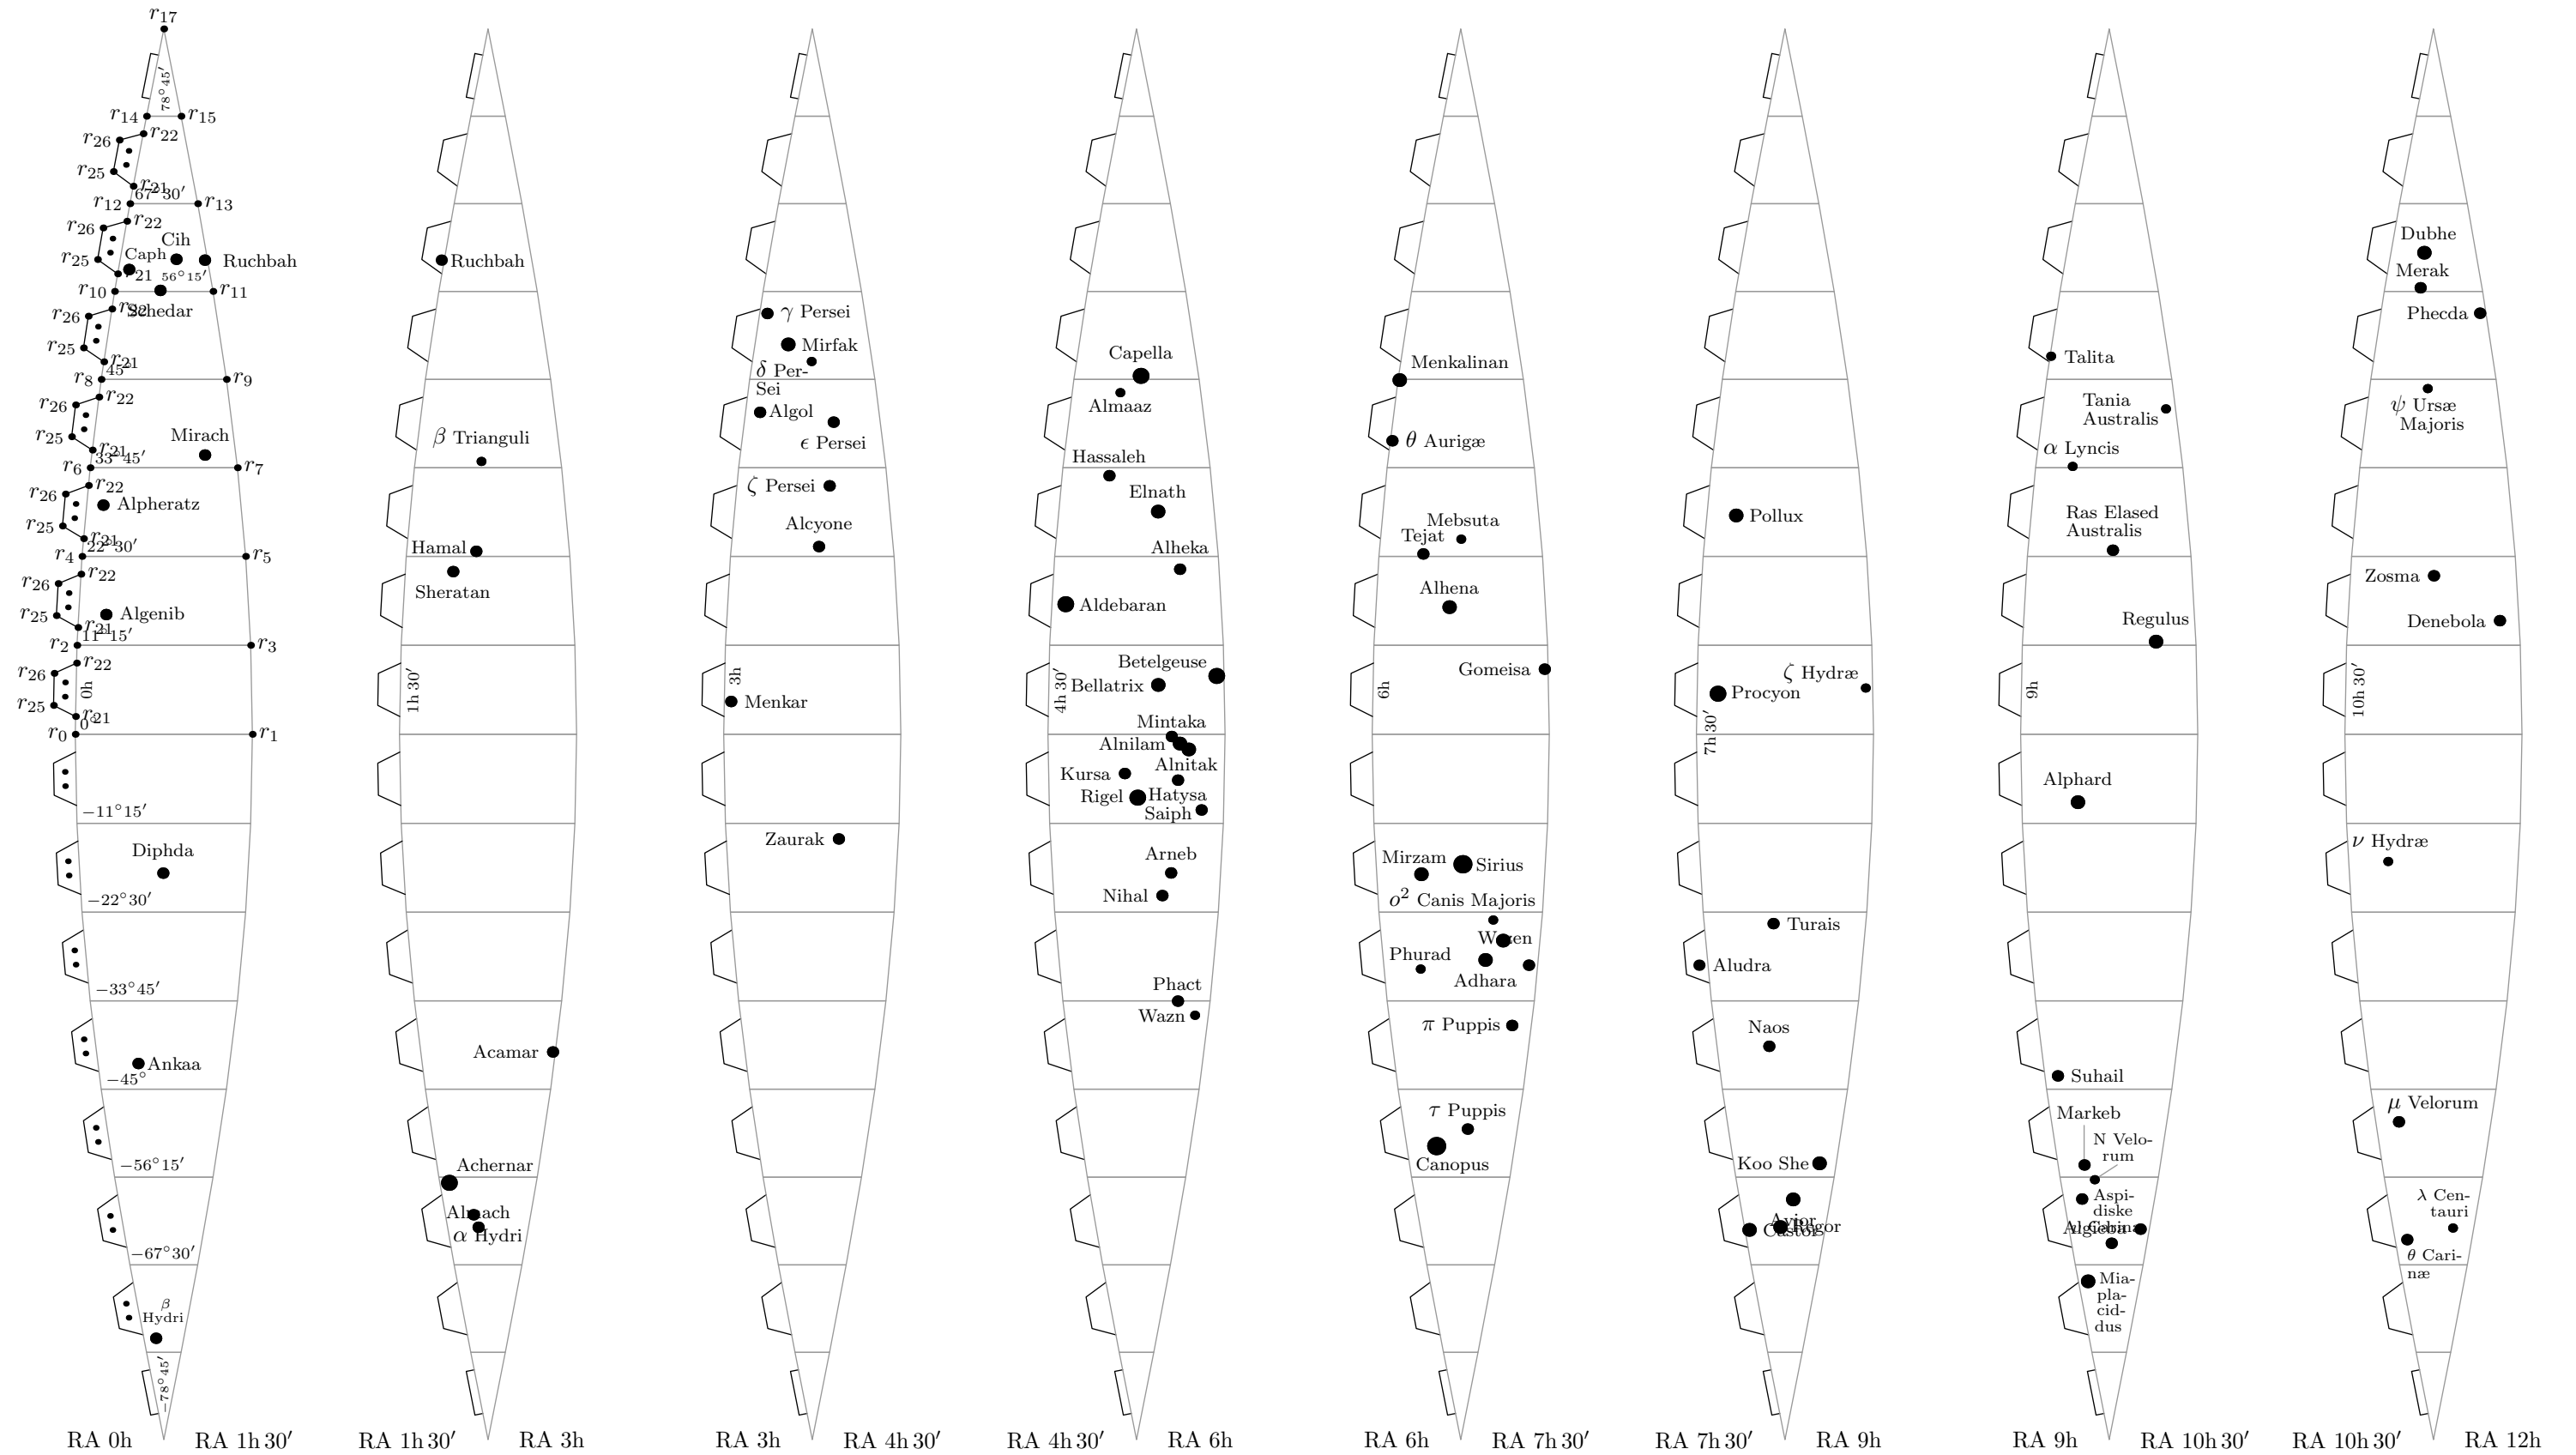 r17
78°45′
r14
r15
r26
r22
r25
r21
67°30′
r12
r13
r26
r22
Cih
Caph
Ruchbah
r25
r21
56°15′
r10
r11
r26
r22
Schedar
r25
r21
45°
r8
r9
r26
r22
Mirach
r25
r21
33°45′
r6
r7
r26
r22
Alpheratz
r25
r21
22°30′
r4
r5
r26
r22
Algenib
r25
r21
11°15′
r2
r3
r26
r22
0h
r25
r21
0°
r0
r1
−11°15′
Diphda
−22°30′
−33°45′
Ankaa
−45°
−56°15′
−67°30′
β
Hydri
−78°45′
RA 0h
RA 1h 30′
Ruchbah
β Trianguli
Hamal
Sheratan
1h 30′
Acamar
Achernar
Almach
α Hydri
RA 1h 30′
RA 3h
γ Persei
Mirfak
δ Per-
Sei
Algol
ϵ Persei
ζ Persei
Alcyone
3h
Menkar
Zaurak
RA 3h
RA 4h 30′
Capella
Almaaz
Hassaleh
Elnath
Alheka
Aldebaran
Betelgeuse
4h 30′
Bellatrix
Mintaka
Alnilam
Alnitak
Kursa
Rigel
Hatysa
Saiph
Arneb
Nihal
Phact
Wazn
RA 4h 30′
RA 6h
Menkalinan
θ Aurigæ
Mebsuta
Tejat
Alhena
Gomeisa
6h
Mirzam
Sirius
o² Canis Majoris
Wezen
Phurad
Adhara
π Puppis
τ Puppis
Canopus
RA 6h
RA 7h 30′
Pollux
ζ Hydræ
Procyon
7h 30′
Turais
Aludra
Naos
Koo She
Avior
Regor
Castor
RA 7h 30′
RA 9h
Talita
Tania
Australis
α Lyncis
Ras Elased
Australis
Regulus
9h
Alphard
Suhail
Markeb
N Velo-
rum
Aspi-
diske
Algieba
Mia-
pla-
cid-
dus
RA 9h
RA 10h 30′
Dubhe
Merak
Phecda
ψ Ursæ
Majoris
Zosma
Denebola
10h 30′
ν Hydræ
μ Velorum
λ Cen-
tauri
θ Cari-
næ
RA 10h 30′
RA 12h